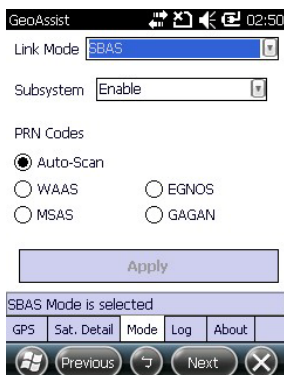 GeoAssist 02:50
Link Mode SBAS
Subsystem Enable
PRN Codes
Auto-Scan
WAAS EGNOS
MSAS GAGAN
Apply
SBAS Mode is selected
GPS Sat. Detail Mode Log About
Previous Next